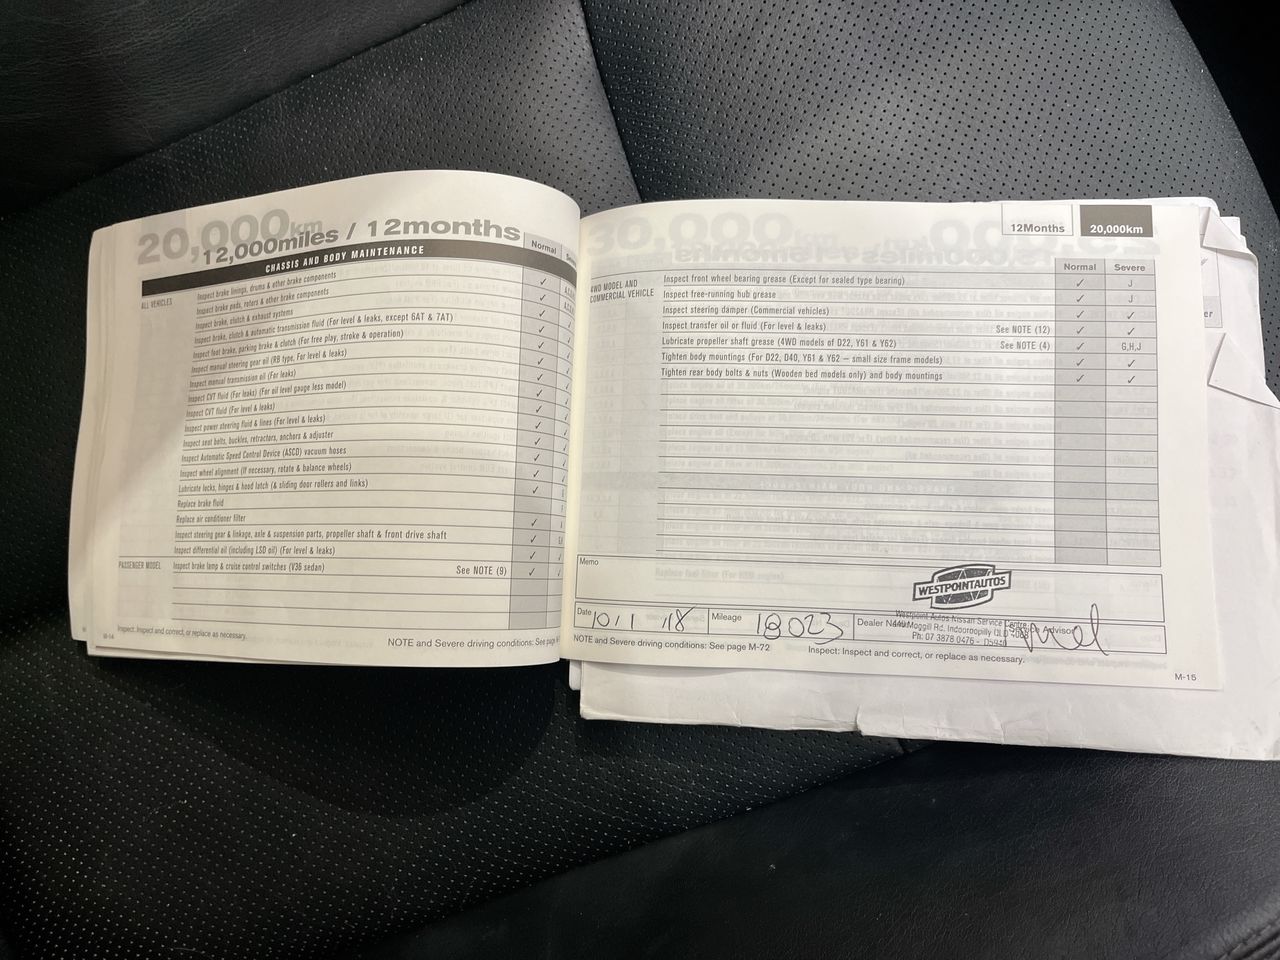 20,000km
12,000miles / 12months
Normal
CHASSIS AND BODY MAINTENANCE
ALL VEHICLES
Inspect brake linings, drums & other brake components ✓
Inspect brake pads, rotors & other brake components ✓
Inspect brake, clutch & exhaust systems ✓
Inspect brake, clutch & automatic transmission fluid (For level & leaks, except 6AT & 7AT) ✓
Inspect foot brake, parking brake & clutch (For free play, stroke & operation) ✓
Inspect manual steering gear oil (RB type, For level & leaks) ✓
Inspect manual transmission oil (For leaks) ✓
Inspect CVT fluid (For leaks) (For oil level gauge less model) ✓
Inspect CVT fluid (For level & leaks) ✓
Inspect power steering fluid & lines (For level & leaks) ✓
Inspect seat belts, buckles, retractors, anchors & adjuster ✓
Inspect Automatic Speed Control Device (ASCD) vacuum hoses ✓
Inspect wheel alignment (If necessary, rotate & balance wheels) ✓
Lubricate locks, hinges & hood latch (& sliding door rollers and links) ✓
Replace brake fluid
Replace air conditioner filter ✓
Inspect steering gear & linkage, axle & suspension parts, propeller shaft & front drive shaft ✓
Inspect differential oil (including LSD oil) (For level & leaks) ✓
PASSENGER MODEL
Inspect brake lamp & cruise control switches (V36 sedan) See NOTE (9) ✓
M-14
Inspect: Inspect and correct, or replace as necessary.
NOTE and Severe driving conditions: See page
12Months 20,000km
Normal Severe
4WD MODEL AND
COMMERCIAL VEHICLE
Inspect front wheel bearing grease (Except for sealed type bearing) ✓ J
Inspect free-running hub grease ✓ J
Inspect steering damper (Commercial vehicles) ✓ ✓
Inspect transfer oil or fluid (For level & leaks) See NOTE (12) ✓ ✓
Lubricate propeller shaft grease (4WD models of D22, Y61 & Y62) See NOTE (4) ✓ G,H,J
Tighten body mountings (For D22, D40, Y61 & Y62 – small size frame models) ✓ ✓
Tighten rear body bolts & nuts (Wooden bed models only) and body mountings ✓ ✓
Memo
WESTPOINTAUTOS
Westpoint Autos Nissan Service Centre
Moggill Rd, Indooroopilly QLD 4068
Ph: 07 3878 0476 -
Date 10/1/18 Mileage 18023 Dealer Name Service Advisor
NOTE and Severe driving conditions: See page M-72
Inspect: Inspect and correct, or replace as necessary.
M-15